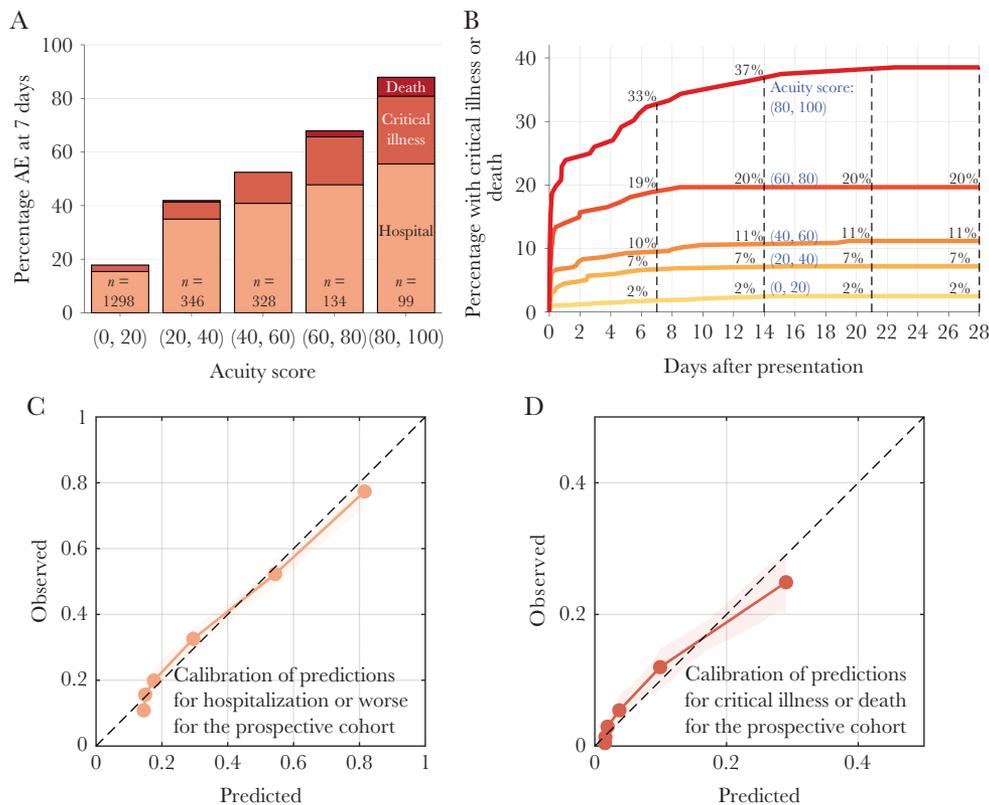 A
Percentage AE at 7 days
100
80
60
40
20
0
Death
Critical
illness
Hospital
n =
1298
n =
346
n =
328
n =
134
n =
99
(0, 20) (20, 40) (40, 60) (60, 80) (80, 100)
Acuity score
B
Percentage with critical illness or
death
40
30
20
10
0
33%
37%
Acuity score:
(80, 100)
19%
20%
(60, 80)
20%
20%
10%
11%
(40, 60)
11%
11%
7%
7%
(20, 40)
7%
7%
2%
2%
(0, 20)
2%
2%
0 2 4 6 8 10 12 14 16 18 20 22 24 26 28
Days after presentation
C
Observed
1
0.8
0.6
0.4
0.2
0
Calibration of predictions
for hospitalization or worse
for the prospective cohort
0 0.2 0.4 0.6 0.8 1
Predicted
D
Observed
0.4
0.2
0
Calibration of predictions
for critical illness or death
for the prospective cohort
0 0.2 0.4
Predicted